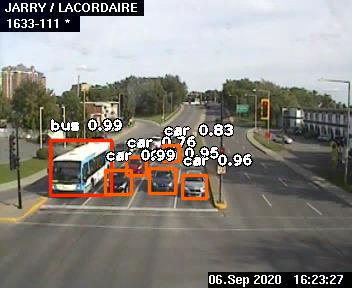 JARRY / LACORDAIRE
1633-111 *
bus 0.99
car 0.83
car 0.76
car 0.99
0.95
car 0.96
06.Sep 2020 16:23:27